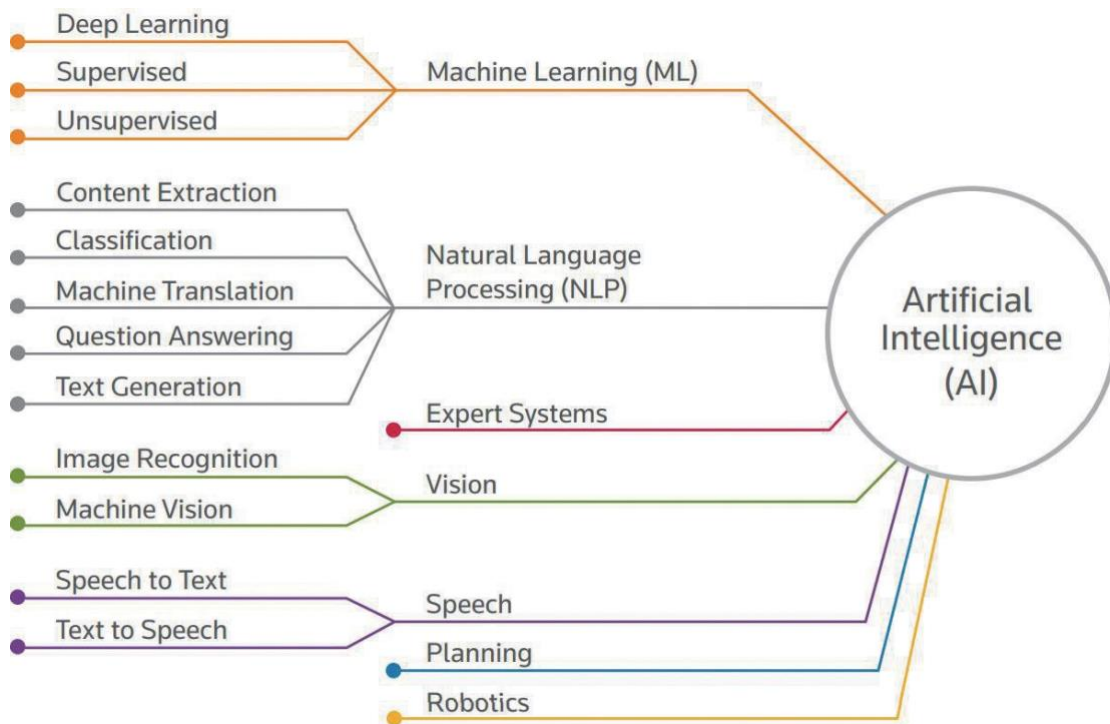 Deep Learning
Supervised
Unsupervised
Machine Learning (ML)
Content Extraction
Classification
Machine Translation
Question Answering
Text Generation
Natural Language
Processing (NLP)
Expert Systems
Image Recognition
Machine Vision
Vision
Speech to Text
Text to Speech
Speech
Planning
Robotics
Artificial
Intelligence
(AI)